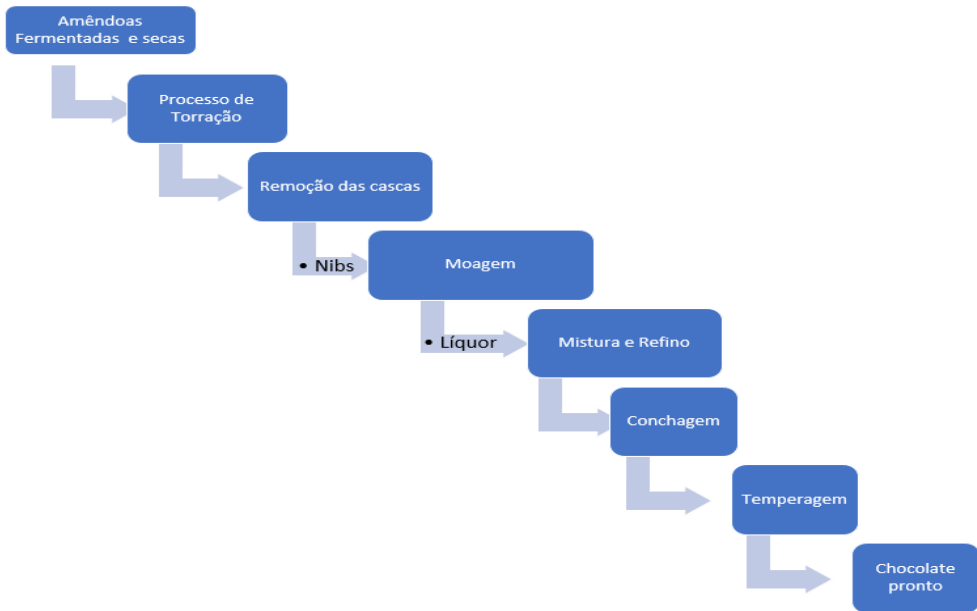 Amêndoas
Fermentadas e secas
Processo de
Torração
Remoção das cascas
• Nibs
Moagem
• Líquor
Mistura e Refino
Conchagem
Temperagem
Chocolate
pronto